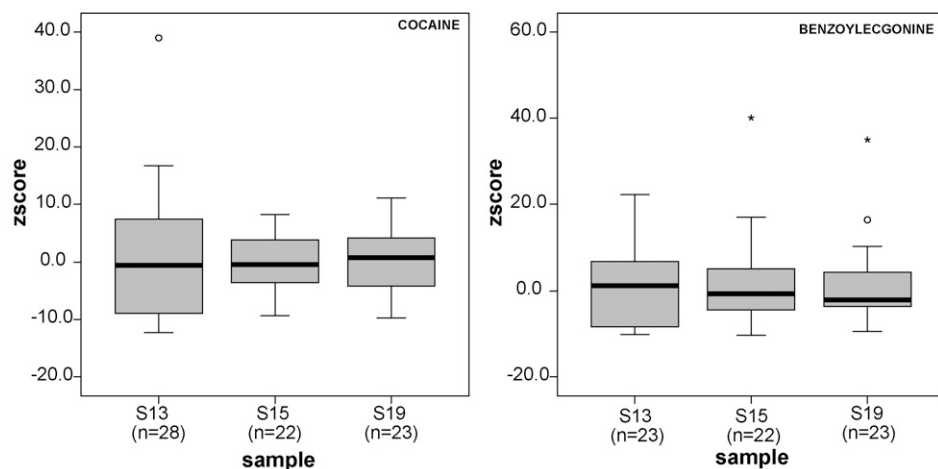 COCAINE
40.0
30.0
20.0
10.0
0.0
-10.0
-20.0
zscore
S13
(n=28)
S15
(n=22)
S19
(n=23)
sample
BENZOYLECGONINE
60.0
40.0
20.0
0.0
-20.0
zscore
S13
(n=23)
S15
(n=22)
S19
(n=23)
sample